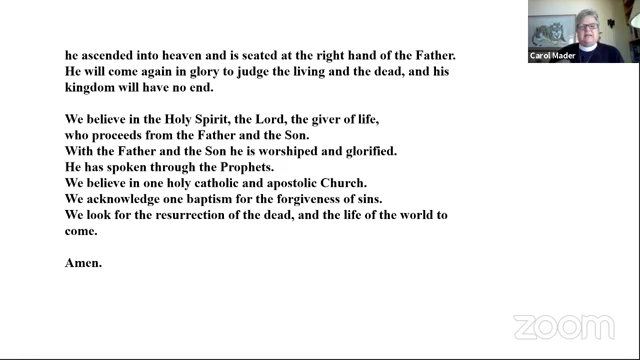 he ascended into heaven and is seated at the right hand of the Father.
He will come again in glory to judge the living and the dead, and his
kingdom will have no end.
We believe in the Holy Spirit, the Lord, the giver of life,
who proceeds from the Father and the Son.
With the Father and the Son he is worshiped and glorified.
He has spoken through the Prophets.
We believe in one holy catholic and apostolic Church.
We acknowledge one baptism for the forgiveness of sins.
We look for the resurrection of the dead, and the life of the world to
come.
Amen.
Carol Mader
zoom